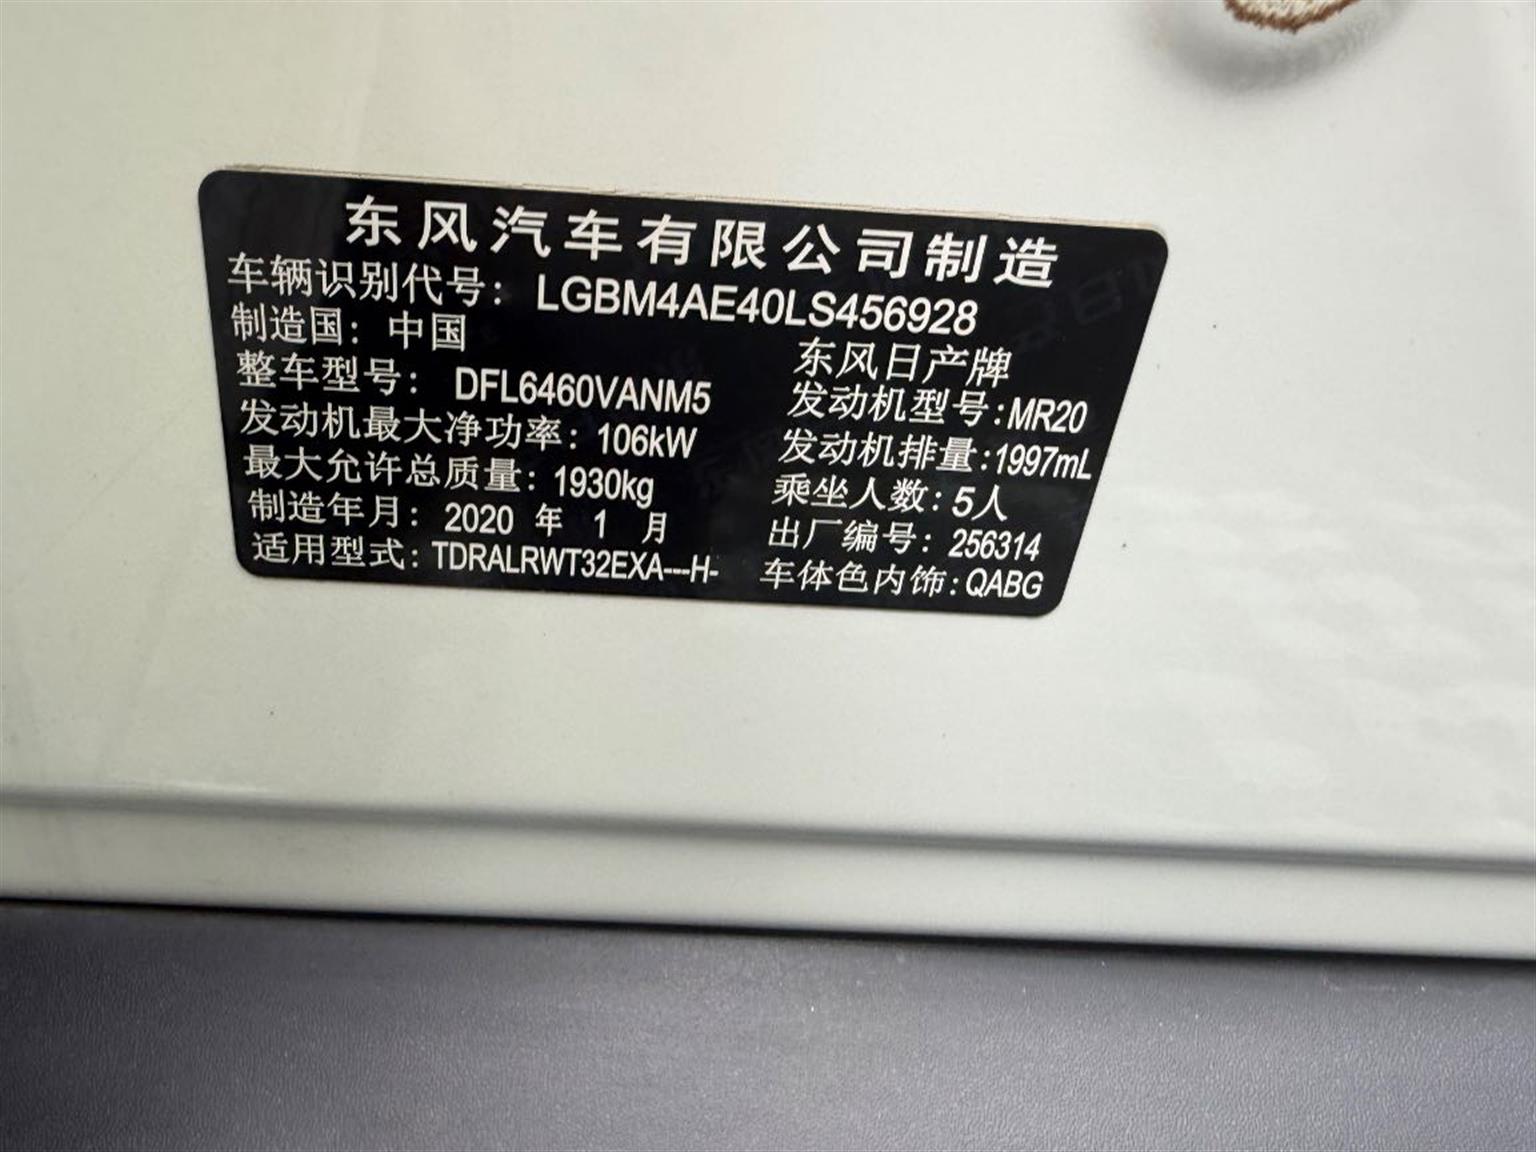 东风汽车有限公司制造
车辆识别代号: LGBM4AE40LS456928
制造国: 中国 东风日产牌
整车型号: DFL6460VANM5 发动机型号:MR20
发动机最大净功率: 106kW 发动机排量:1997mL
最大允许总质量: 1930kg 乘坐人数: 5人
制造年月: 2020 年 1 月 出厂编号: 256314
适用型式: TDRALRWT32EXA---H- 车体色内饰:QABG